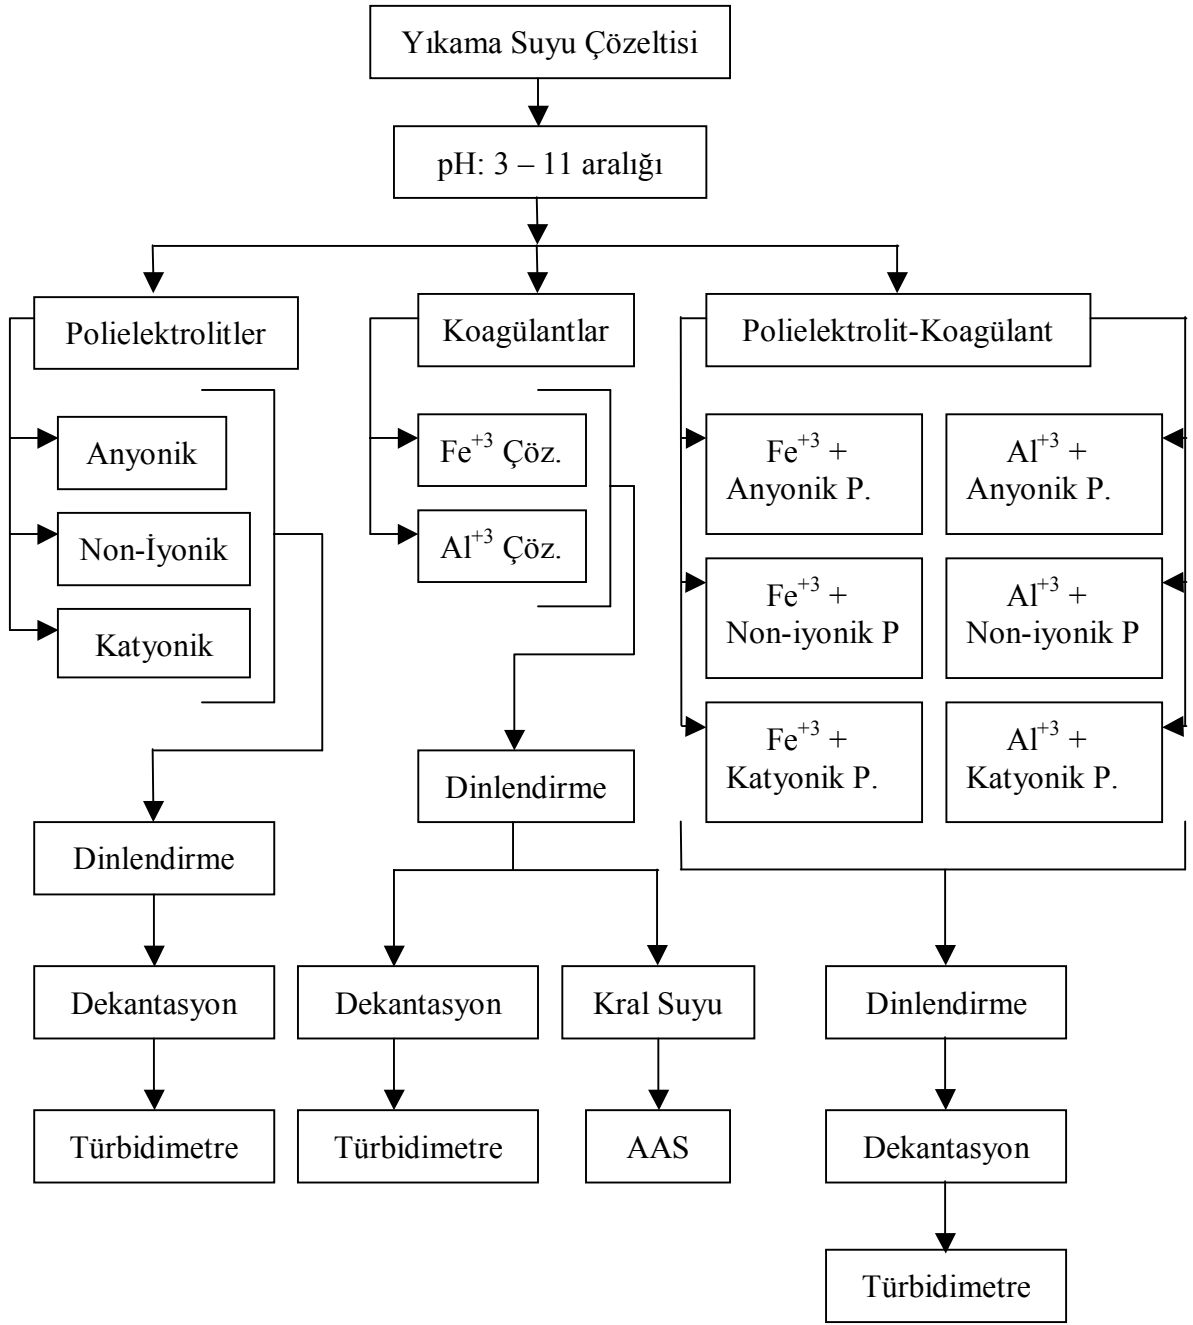 Yıkama Suyu Çözeltisi
pH: 3 – 11 aralığı
Polielektrolitler
Anyonik
Non-İyonik
Katyonik
Dinlendirme
Dekantasyon
Türbidimetre
Koagülantlar
Fe⁺³ Çöz.
Al⁺³ Çöz.
Dinlendirme
Dekantasyon
Türbidimetre
Kral Suyu
AAS
Polielektrolit-Koagülant
Fe⁺³ +
Anyonik P.
Al⁺³ +
Anyonik P.
Fe⁺³ +
Non-iyonik P
Al⁺³ +
Non-iyonik P
Fe⁺³ +
Katyonik P.
Al⁺³ +
Katyonik P.
Dinlendirme
Dekantasyon
Türbidimetre